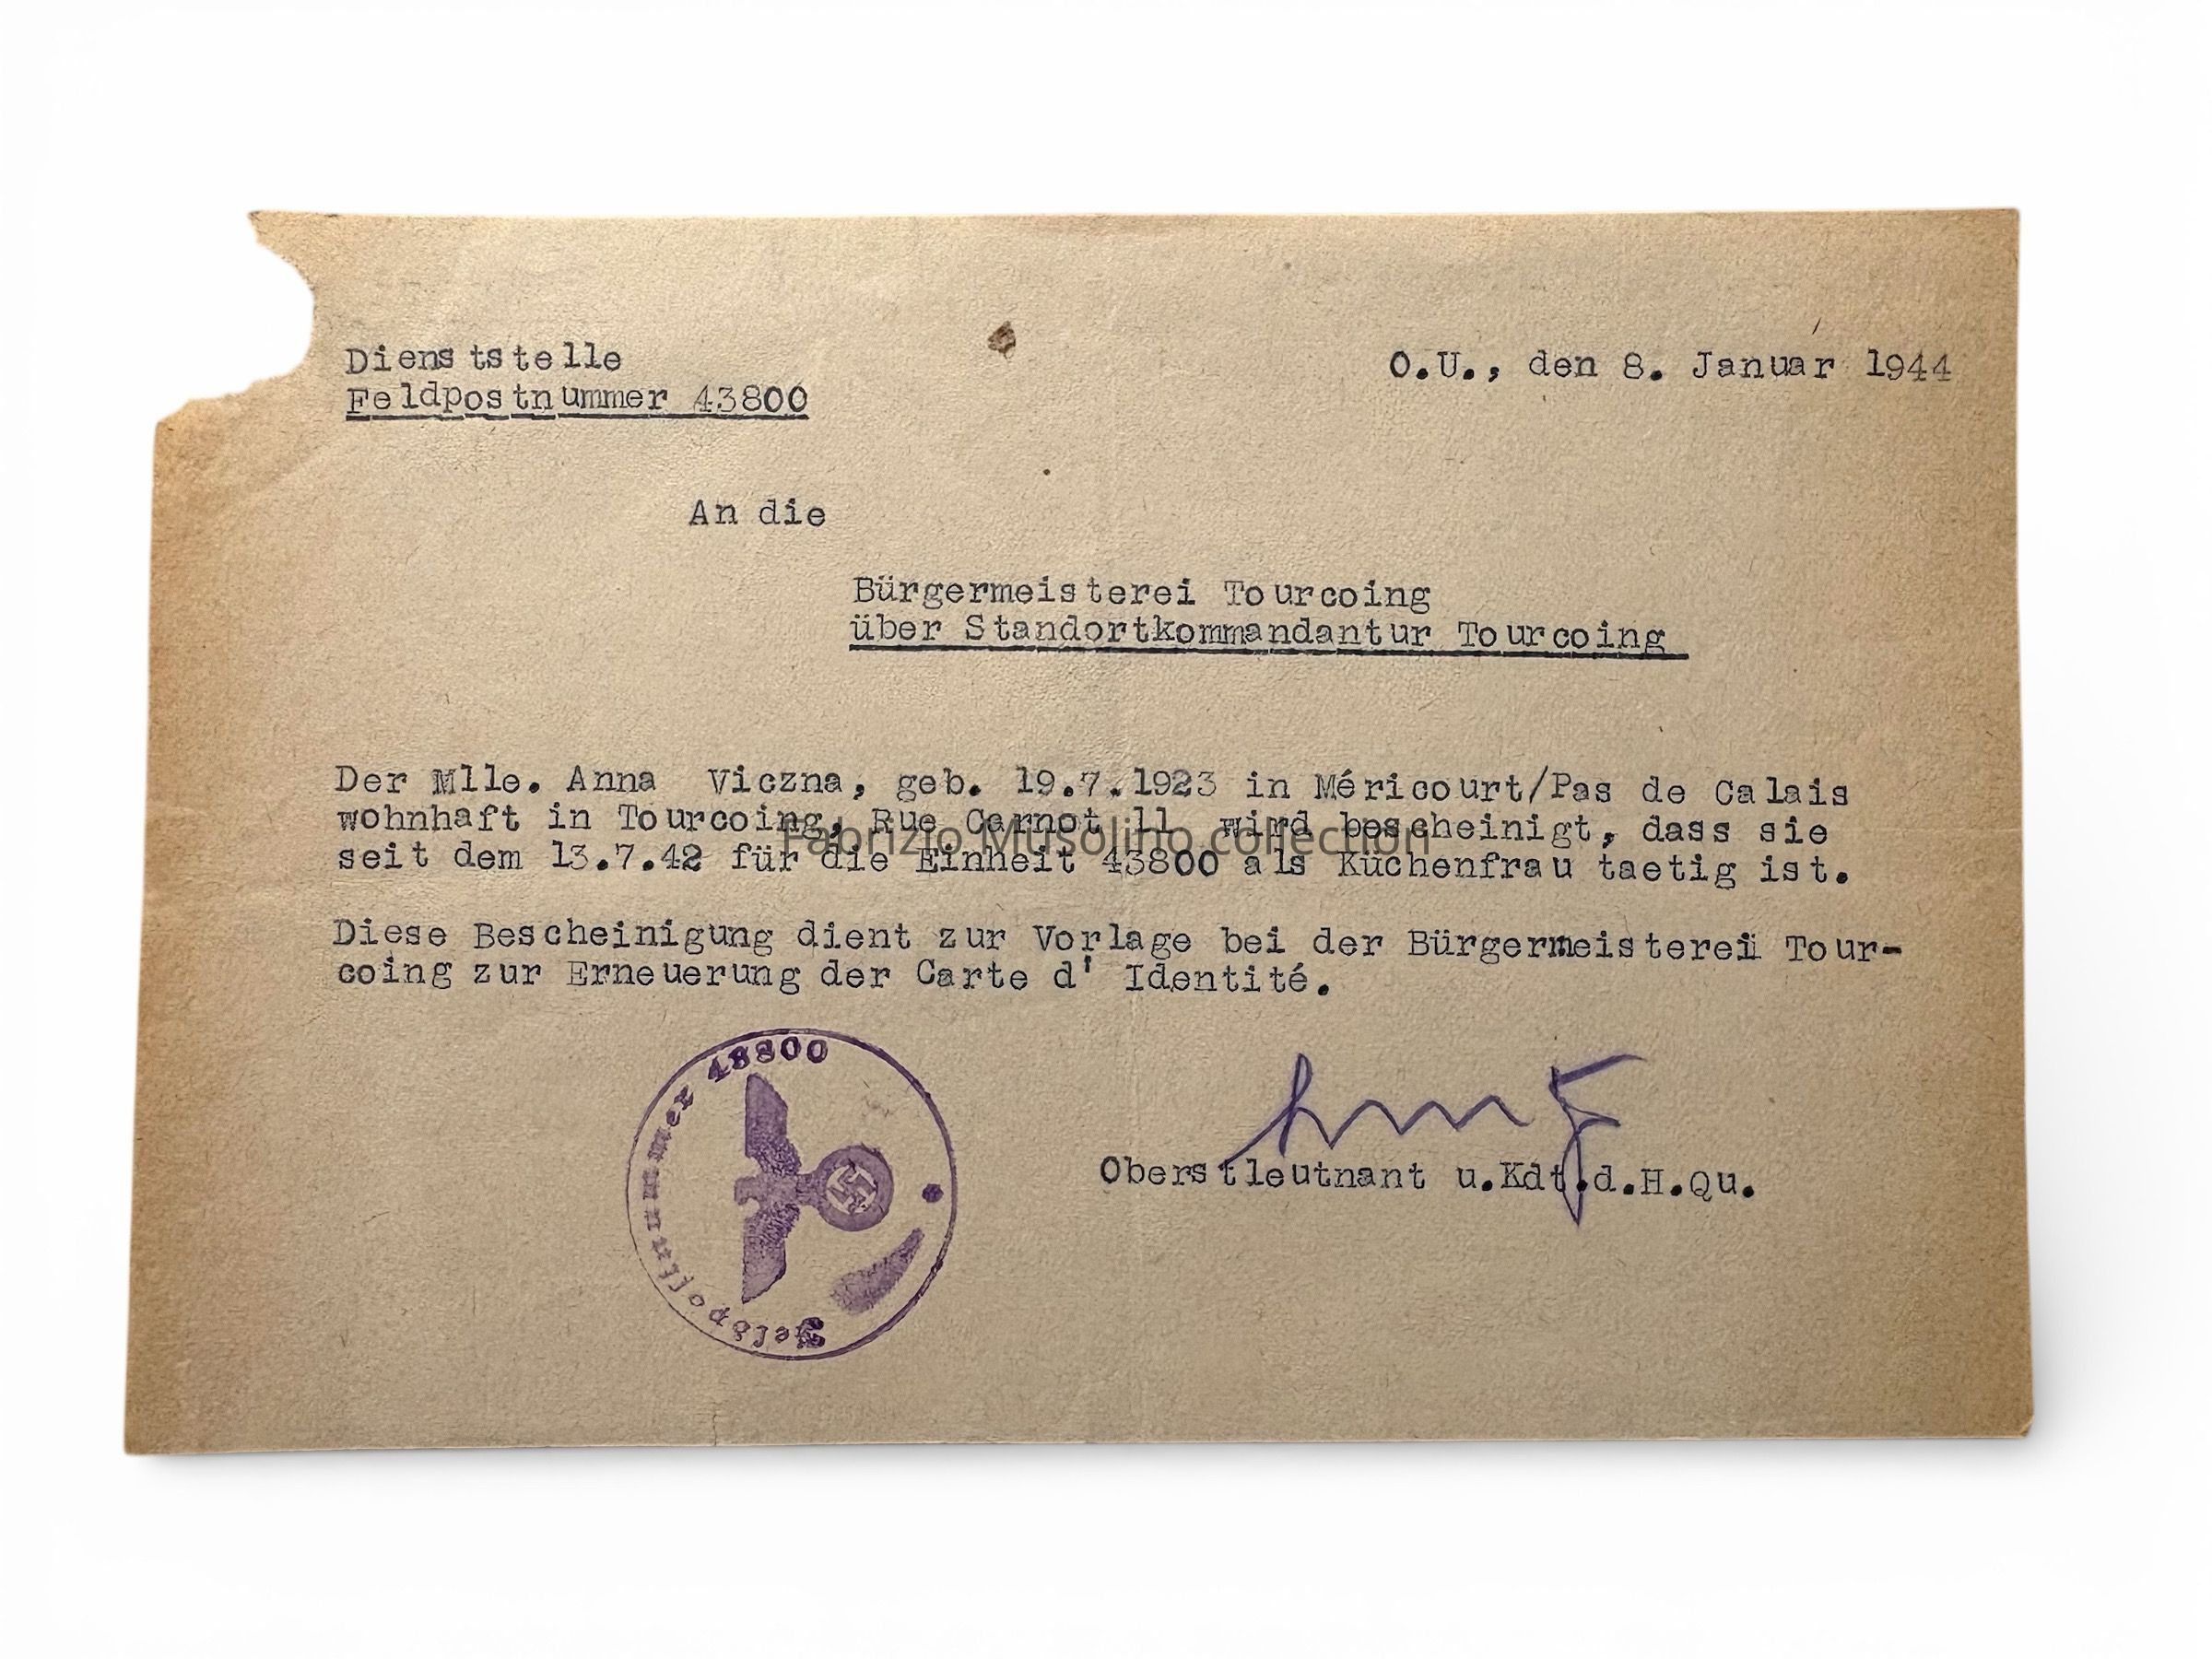 Dienststelle
Feldpostnummer 43800
O.U., den 8. Januar 1944
An die
Bürgermeisterei Tourcoing
über Standortkommandantur Tourcoing
Der Mlle. Anna Viczna, geb. 19.7.1923 in Méricourt/Pas de Calais
wohnhaft in Tourcoing, Rue Carnot 11 wird bescheinigt, dass sie
seit dem 13.7.42 für die Einheit 43800 als Küchenfrau taetig ist.
Fabrizio Musolino collection
Diese Bescheinigung dient zur Vorlage bei der Bürgermeisterei Tour-
coing zur Erneuerung der Carte d' Identité.
Feldpostnummer 43800
Oberstleutnant u.Kdt.d.H.Qu.